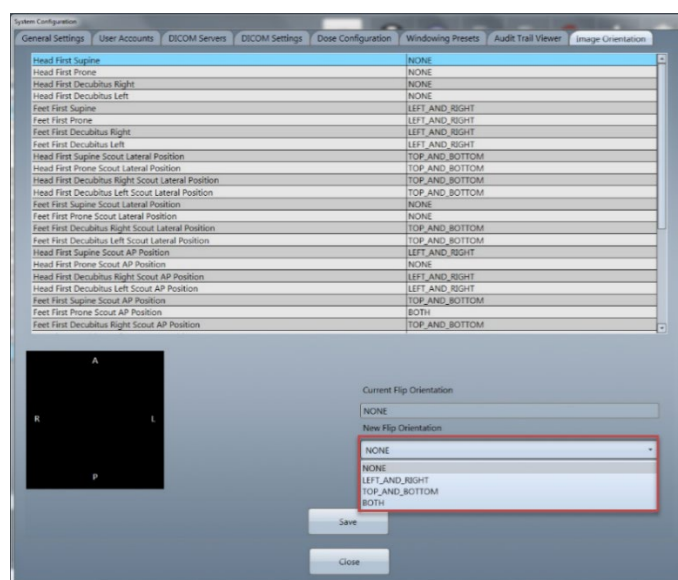 System Configuration
General Settings User Accounts DICOM Servers DICOM Settings Dose Configuration Windowing Presets Audit Trail Viewer Image Orientation
Head First Supine NONE
Head First Prone NONE
Head First Decubitus Right NONE
Head First Decubitus Left NONE
Feet First Supine LEFT_AND_RIGHT
Feet First Prone LEFT_AND_RIGHT
Feet First Decubitus Right LEFT_AND_RIGHT
Feet First Decubitus Left LEFT_AND_RIGHT
Head First Supine Scout Lateral Position TOP_AND_BOTTOM
Head First Prone Scout Lateral Position TOP_AND_BOTTOM
Head First Decubitus Right Scout Lateral Position TOP_AND_BOTTOM
Head First Decubitus Left Scout Lateral Position TOP_AND_BOTTOM
Feet First Supine Scout Lateral Position NONE
Feet First Prone Scout Lateral Position NONE
Feet First Decubitus Right Scout Lateral Position TOP_AND_BOTTOM
Feet First Decubitus Left Scout Lateral Position TOP_AND_BOTTOM
Head First Supine Scout AP Position LEFT_AND_RIGHT
Head First Prone Scout AP Position NONE
Head First Decubitus Right Scout AP Position LEFT_AND_RIGHT
Head First Decubitus Left Scout AP Position LEFT_AND_RIGHT
Feet First Supine Scout AP Position TOP_AND_BOTTOM
Feet First Prone Scout AP Position BOTH
Feet First Decubitus Right Scout AP Position TOP_AND_BOTTOM
A
R L
P
Current Flip Orientation
NONE
New Flip Orientation
NONE
NONE
LEFT_AND_RIGHT
TOP_AND_BOTTOM
BOTH
Save
Close